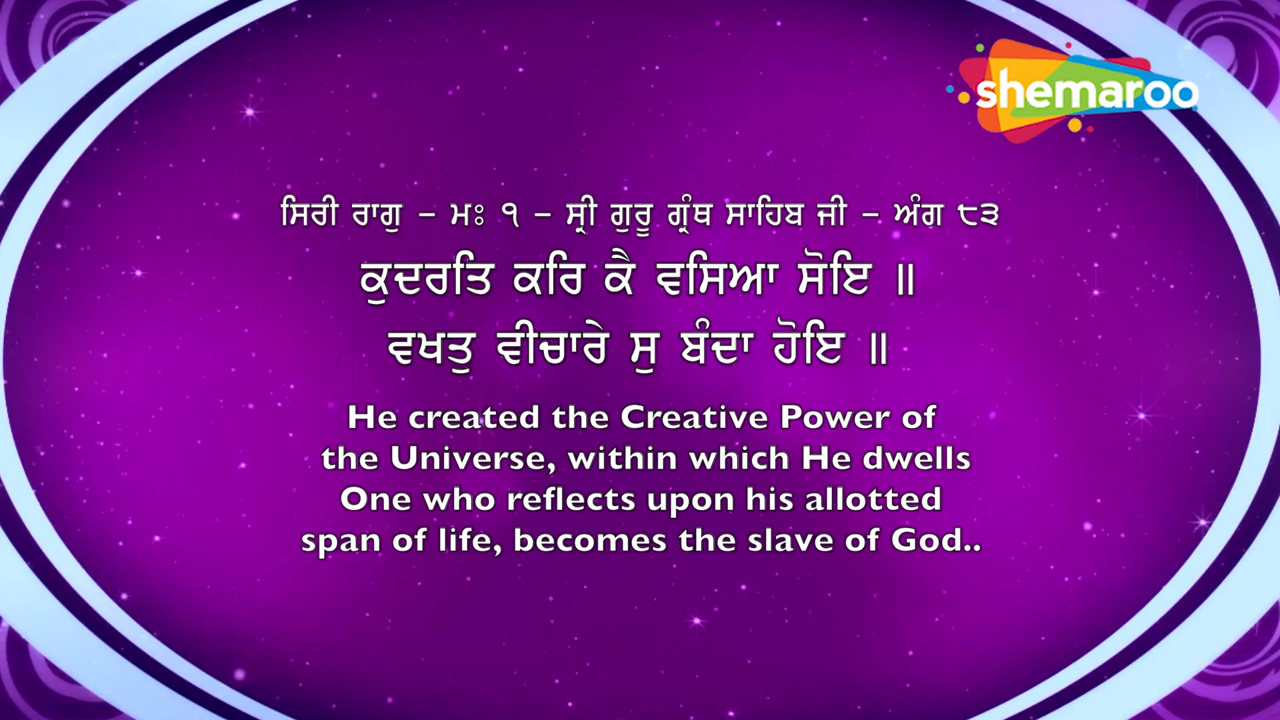 shemaroo
ਸਿਰੀ ਰਾਗੁ – ਮਃ ੧ – ਸ੍ਰੀ ਗੁਰੂ ਗ੍ਰੰਥ ਸਾਹਿਬ ਜੀ – ਅੰਗ ੮੩
ਕੁਦਰਤਿ ਕਰਿ ਕੈ ਵਸਿਆ ਸੋਇ ॥
ਵਖਤੁ ਵੀਚਾਰੇ ਸੁ ਬੰਦਾ ਹੋਇ ॥
He created the Creative Power of
the Universe, within which He dwells
One who reflects upon his allotted
span of life, becomes the slave of God..